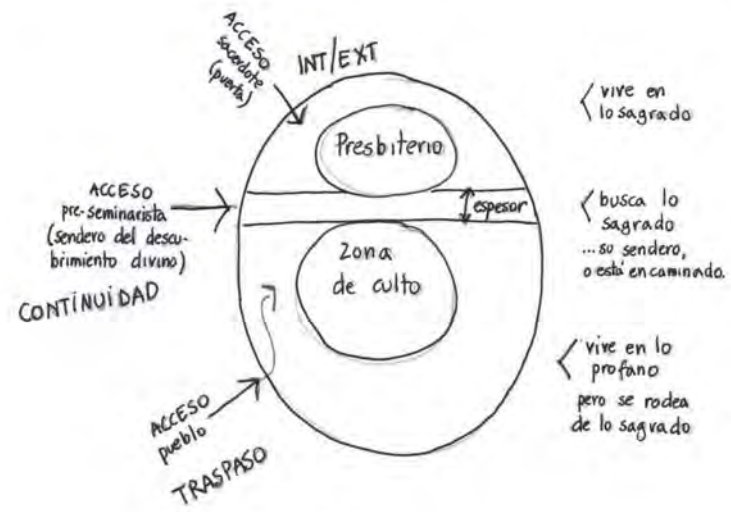 ACCESO
sacerdote
(puerta)
INT/EXT
Presbiterio
< vive en
lo sagrado
ACCESO
pre-seminarista
(sendero del descu-
brimiento divino)
CONTINUIDAD
espesor
< busca lo
sagrado
...su sendero,
o está encaminado.
Zona
de culto
< vive en lo
profano
pero se rodea
de lo sagrado
ACCESO
pueblo
TRASPASO